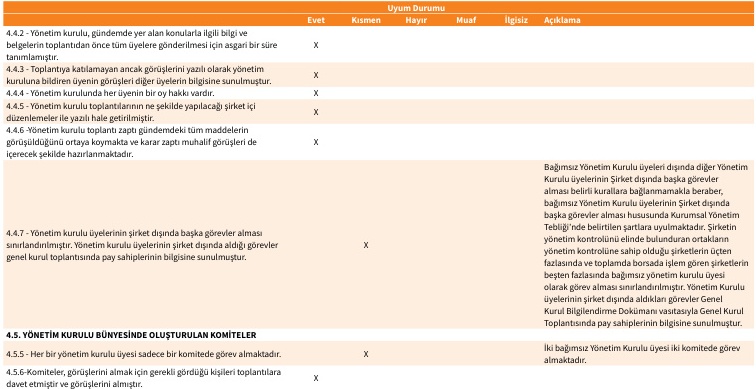 Uyum Durumu
Evet Kısmen Hayır Muaf İlgisiz Açıklama
4.4.2 - Yönetim kurulu, gündemde yer alan konularla ilgili bilgi ve
belgelerin toplantıdan önce tüm üyelere gönderilmesi için asgari bir süre
tanımlamıştır.
X
4.4.3 - Toplantıya katılamayan ancak görüşlerini yazılı olarak yönetim
kuruluna bildiren üyenin görüşleri diğer üyelerin bilgisine sunulmuştur.
X
4.4.4 - Yönetim kurulunda her üyenin bir oy hakkı vardır.
X
4.4.5 - Yönetim kurulu toplantılarının ne şekilde yapılacağı şirket içi
düzenlemeler ile yazılı hale getirilmiştir.
X
4.4.6 -Yönetim kurulu toplantı zaptı gündemdeki tüm maddelerin
görüşüldüğünü ortaya koymakta ve karar zaptı muhalif görüşleri de
içerecek şekilde hazırlanmaktadır.
X
4.4.7 - Yönetim kurulu üyelerinin şirket dışında başka görevler alması
sınırlandırılmıştır. Yönetim kurulu üyelerinin şirket dışında aldığı görevler
genel kurul toplantısında pay sahiplerinin bilgisine sunulmuştur.
X
Bağımsız Yönetim Kurulu üyeleri dışında diğer Yönetim
Kurulu üyelerinin Şirket dışında başka görevler
alması belirli kurallara bağlanmamakla beraber,
bağımsız Yönetim Kurulu üyelerinin Şirket dışında
başka görevler alması hususunda Kurumsal Yönetim
Tebliği'nde belirtilen şartlara uyulmaktadır. Şirketin
yönetim kontrolünü elinde bulunduran ortakların
yönetim kontrolüne sahip olduğu şirketlerin üçten
fazlasında ve toplamda borsada işlem gören şirketlerin
beşten fazlasında bağımsız yönetim kurulu üyesi
olarak görev alması sınırlandırılmıştır. Yönetim Kurulu
üyelerinin şirket dışında aldıkları görevler Genel
Kurul Bilgilendirme Dokümanı vasıtasıyla Genel Kurul
Toplantısında pay sahiplerinin bilgisine sunulmuştur.
4.5. YÖNETİM KURULU BÜNYESİNDE OLUŞTURULAN KOMİTELER
4.5.5 - Her bir yönetim kurulu üyesi sadece bir komitede görev almaktadır.
X
İki bağımsız Yönetim Kurulu üyesi iki komitede görev
almaktadır.
4.5.6-Komiteler, görüşlerini almak için gerekli gördüğü kişileri toplantılara
davet etmiştir ve görüşlerini almıştır.
X